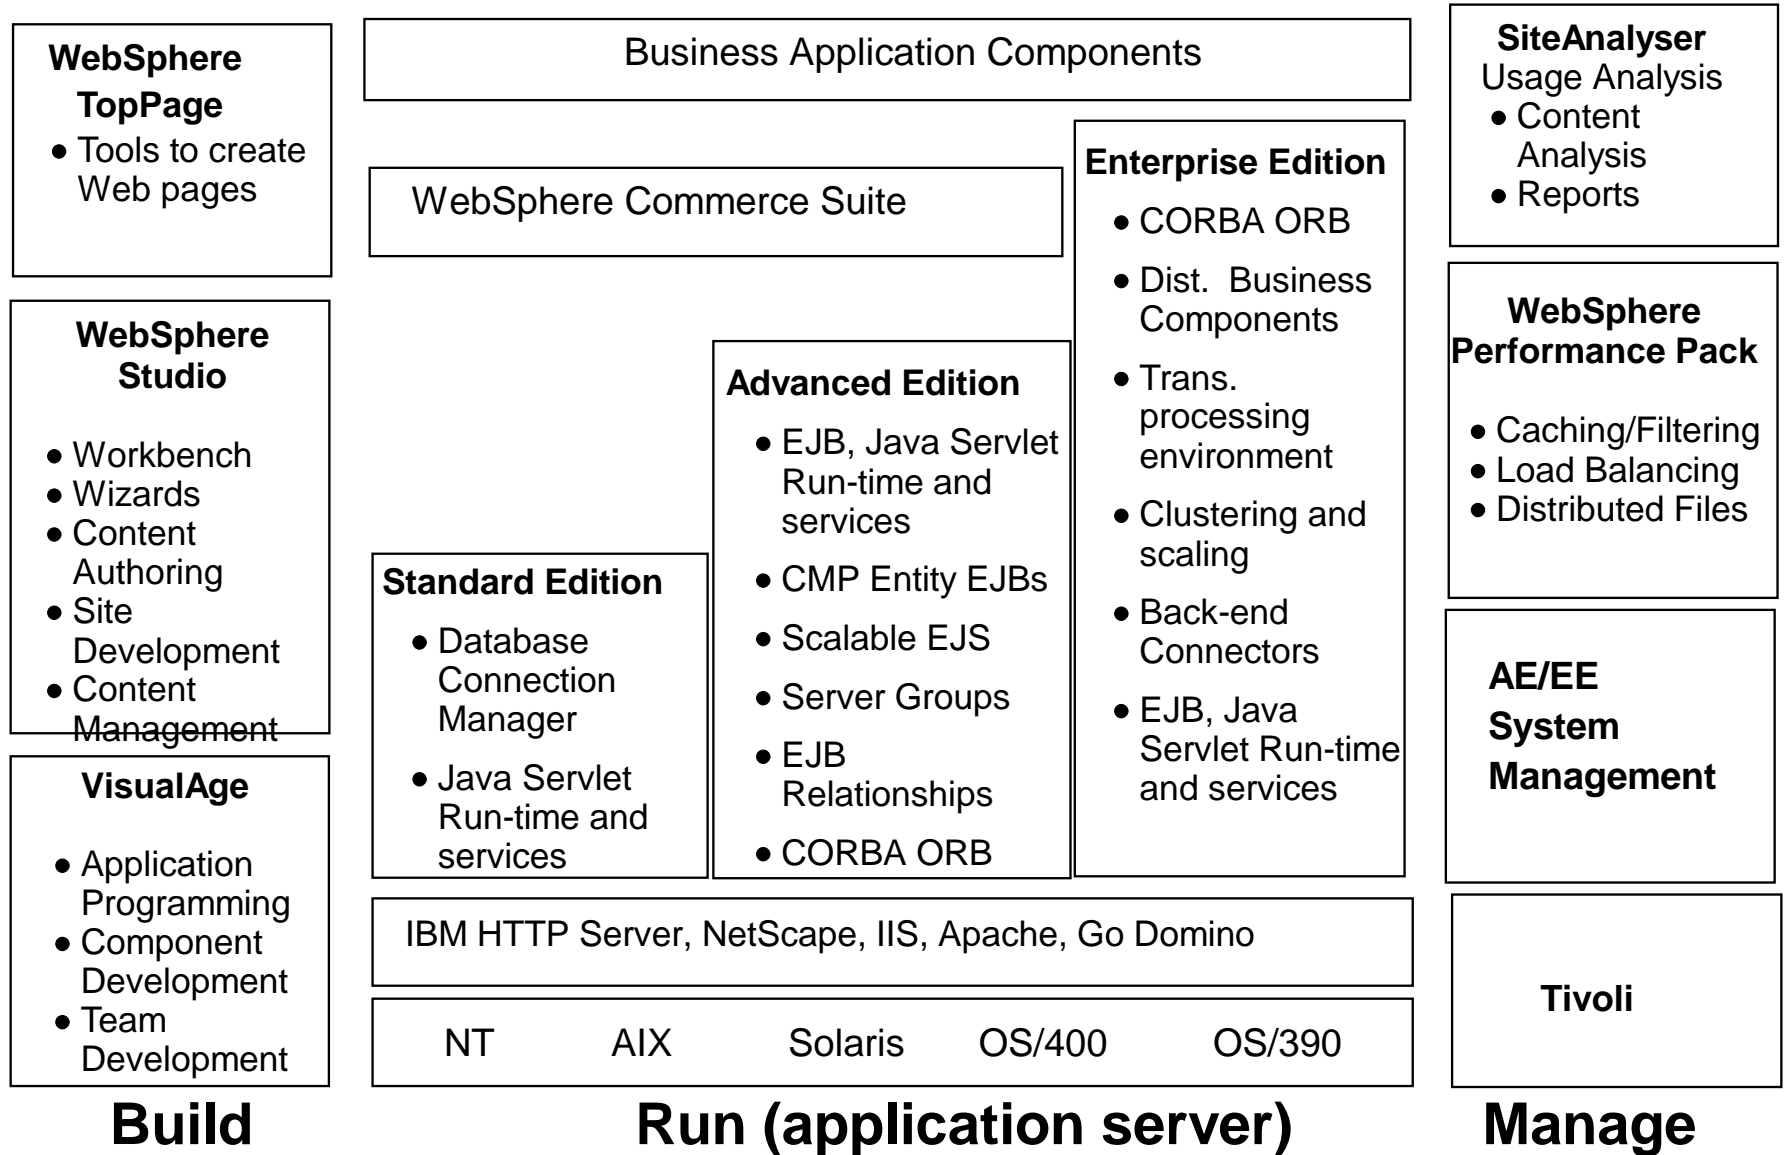 WebSphere
TopPage
• Tools to create
Web pages
WebSphere
Studio
• Workbench
• Wizards
• Content
Authoring
• Site
Development
• Content
Management
VisualAge
• Application
Programming
• Component
Development
• Team
Development
Build
Business Application Components
WebSphere Commerce Suite
Standard Edition
• Database
Connection
Manager
• Java Servlet
Run-time and
services
Advanced Edition
• EJB, Java Servlet
Run-time and
services
• CMP Entity EJBs
• Scalable EJS
• Server Groups
• EJB
Relationships
• CORBA ORB
Enterprise Edition
• CORBA ORB
• Dist. Business
Components
• Trans.
processing
environment
• Clustering and
scaling
• Back-end
Connectors
• EJB, Java
Servlet Run-time
and services
IBM HTTP Server, NetScape, IIS, Apache, Go Domino
NT AIX Solaris OS/400 OS/390
Run (application server)
SiteAnalyser
Usage Analysis
• Content
Analysis
• Reports
WebSphere
Performance Pack
• Caching/Filtering
• Load Balancing
• Distributed Files
AE/EE
System
Management
Tivoli
Manage